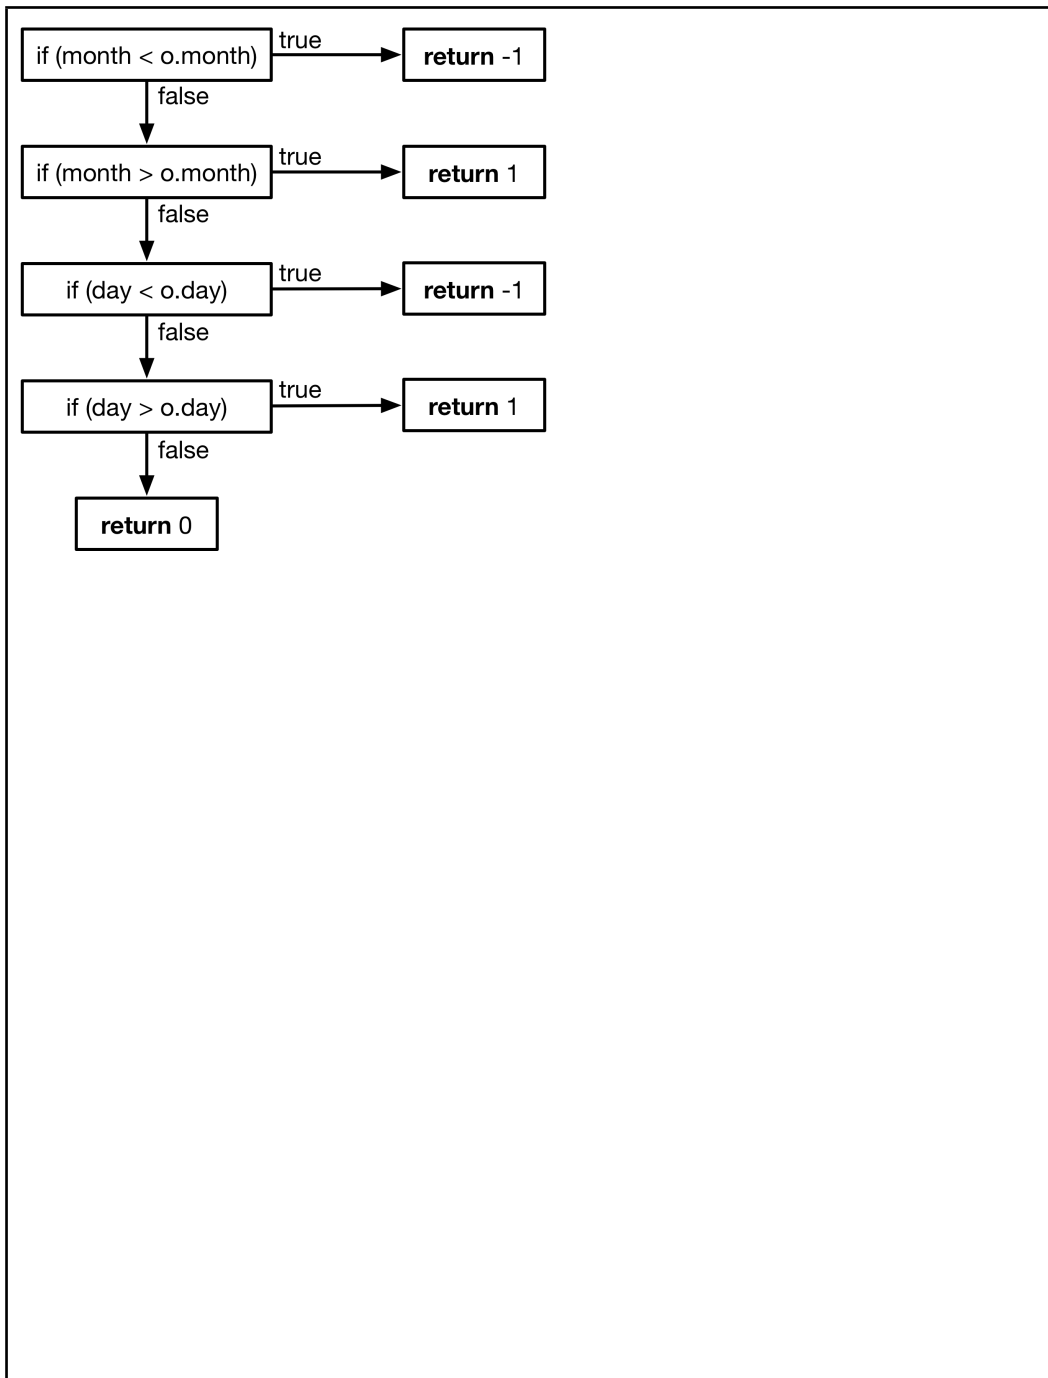 if (month < o.month)
true
return -1
false
if (month > o.month)
true
return 1
false
if (day < o.day)
true
return -1
false
if (day > o.day)
true
return 1
false
return 0